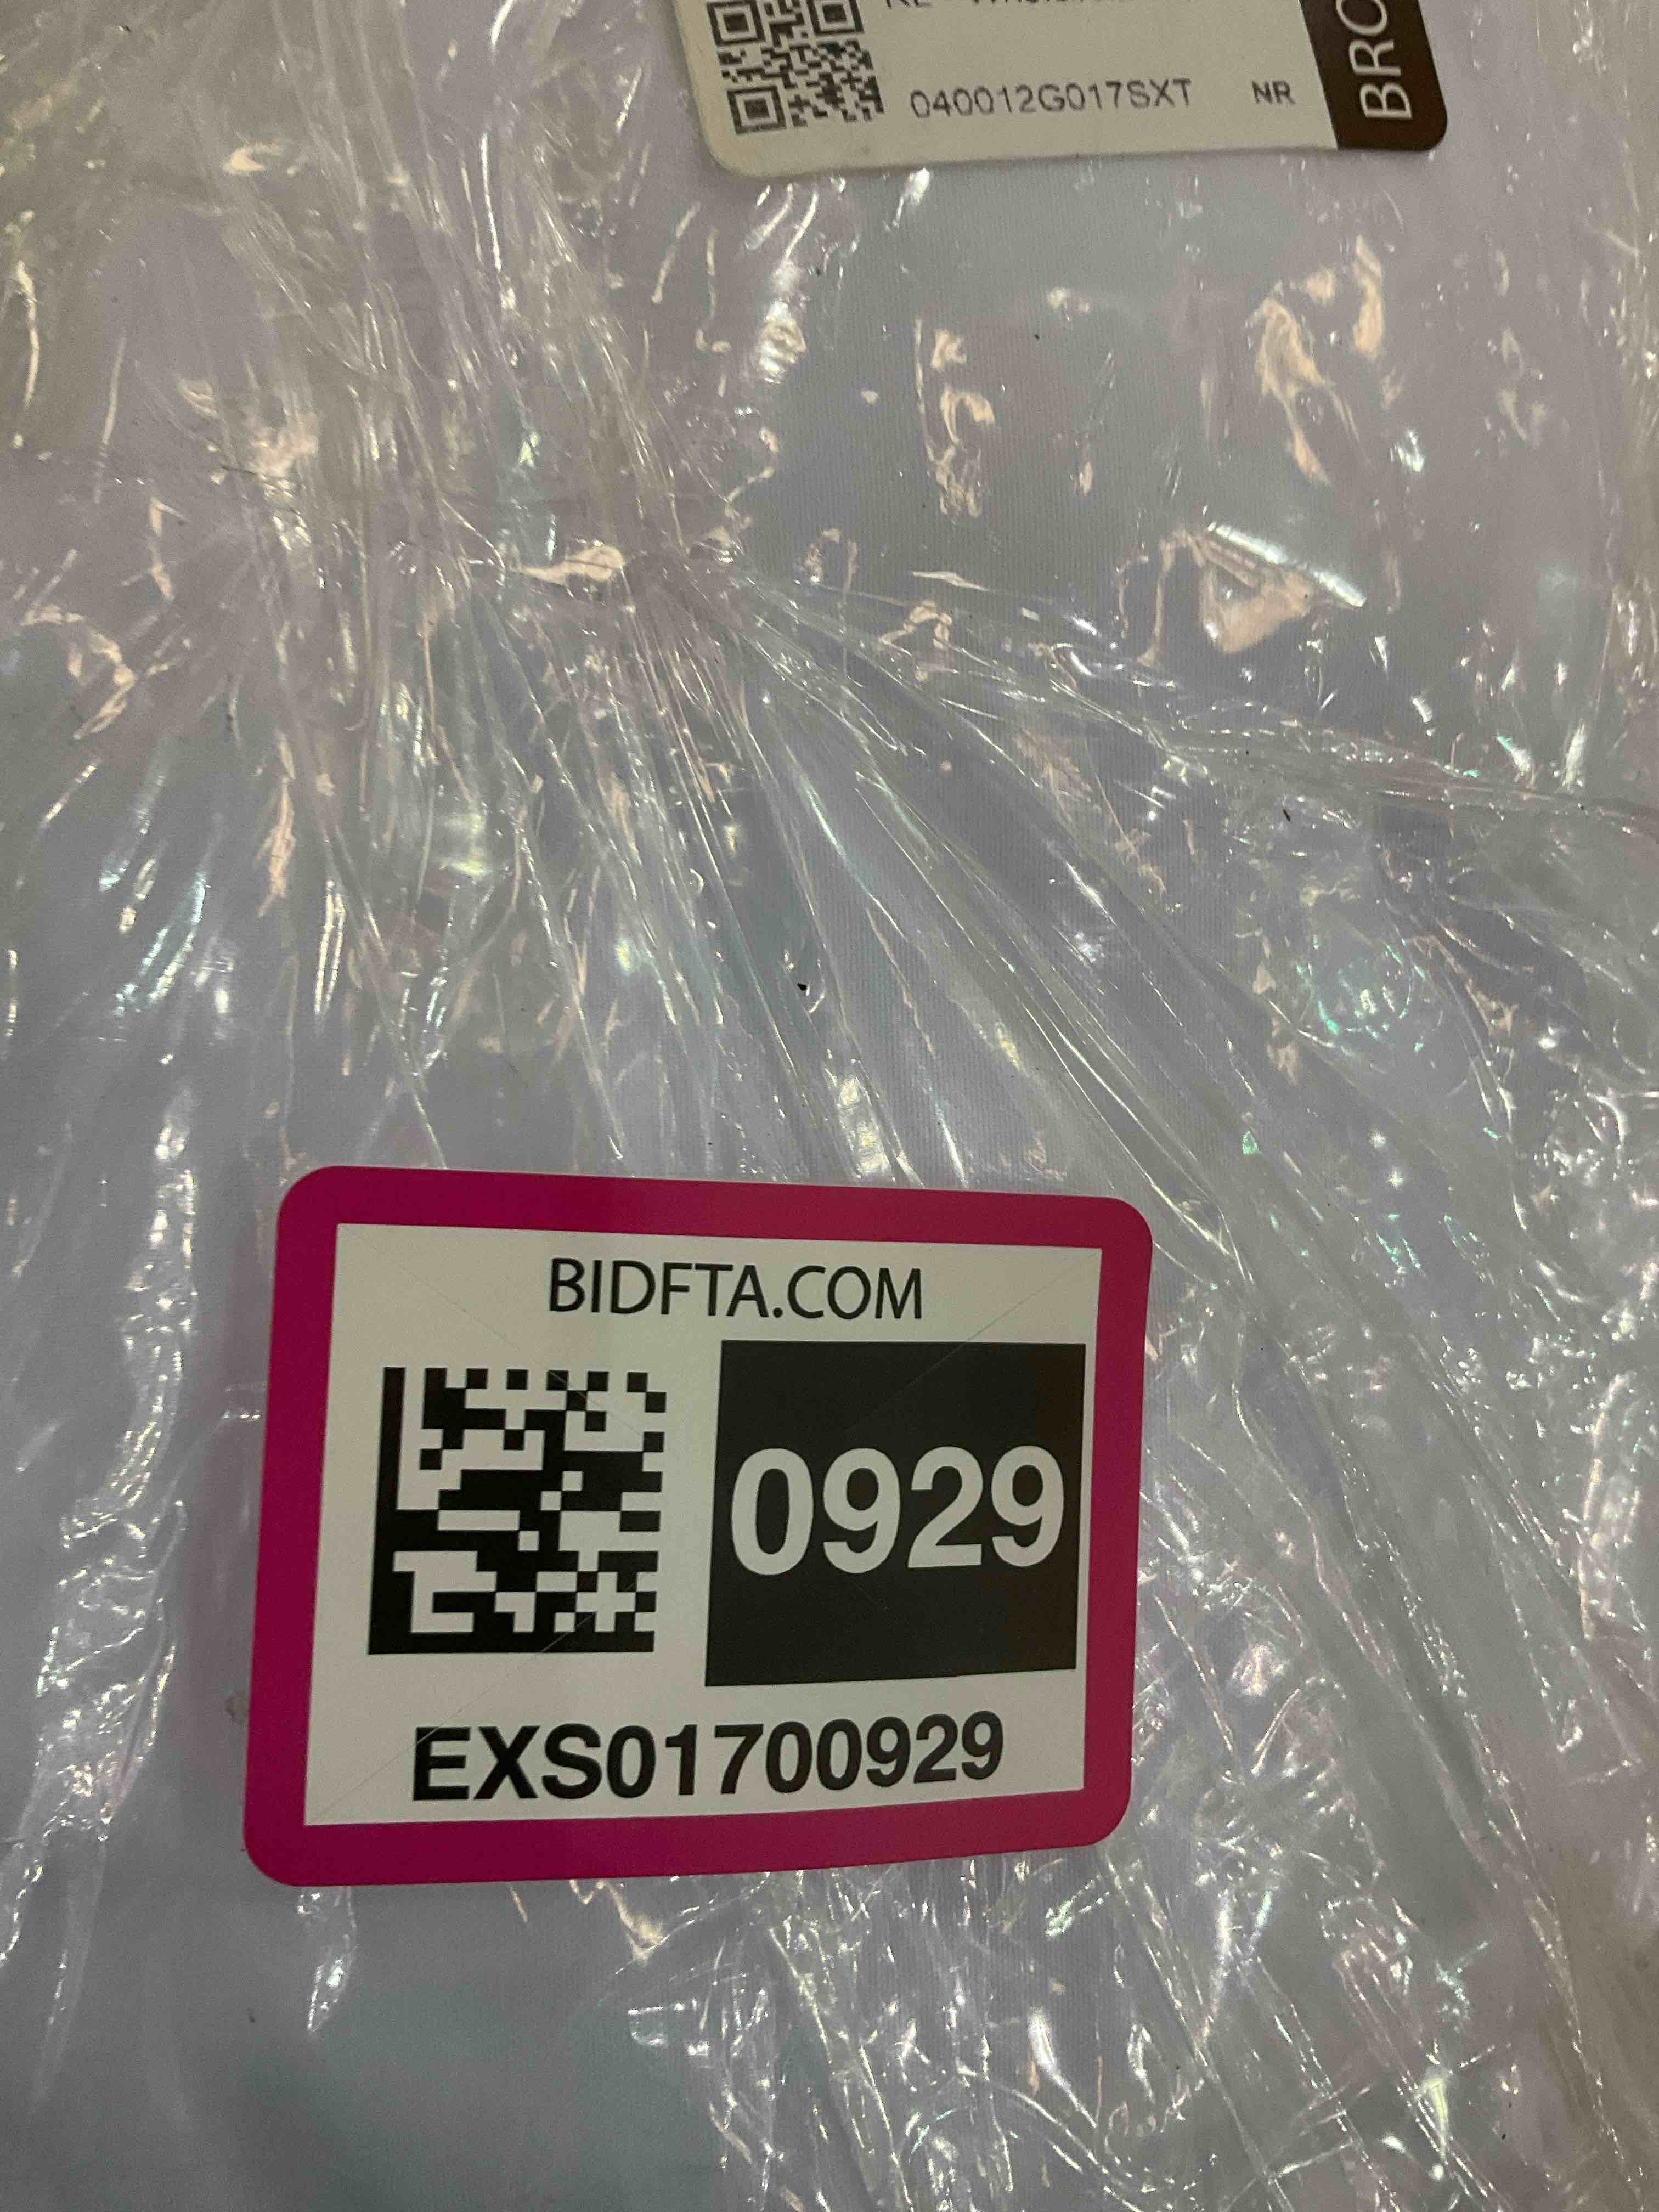 040012G017SXT NR
BRO
BIDFTA.COM
0929
EXS01700929